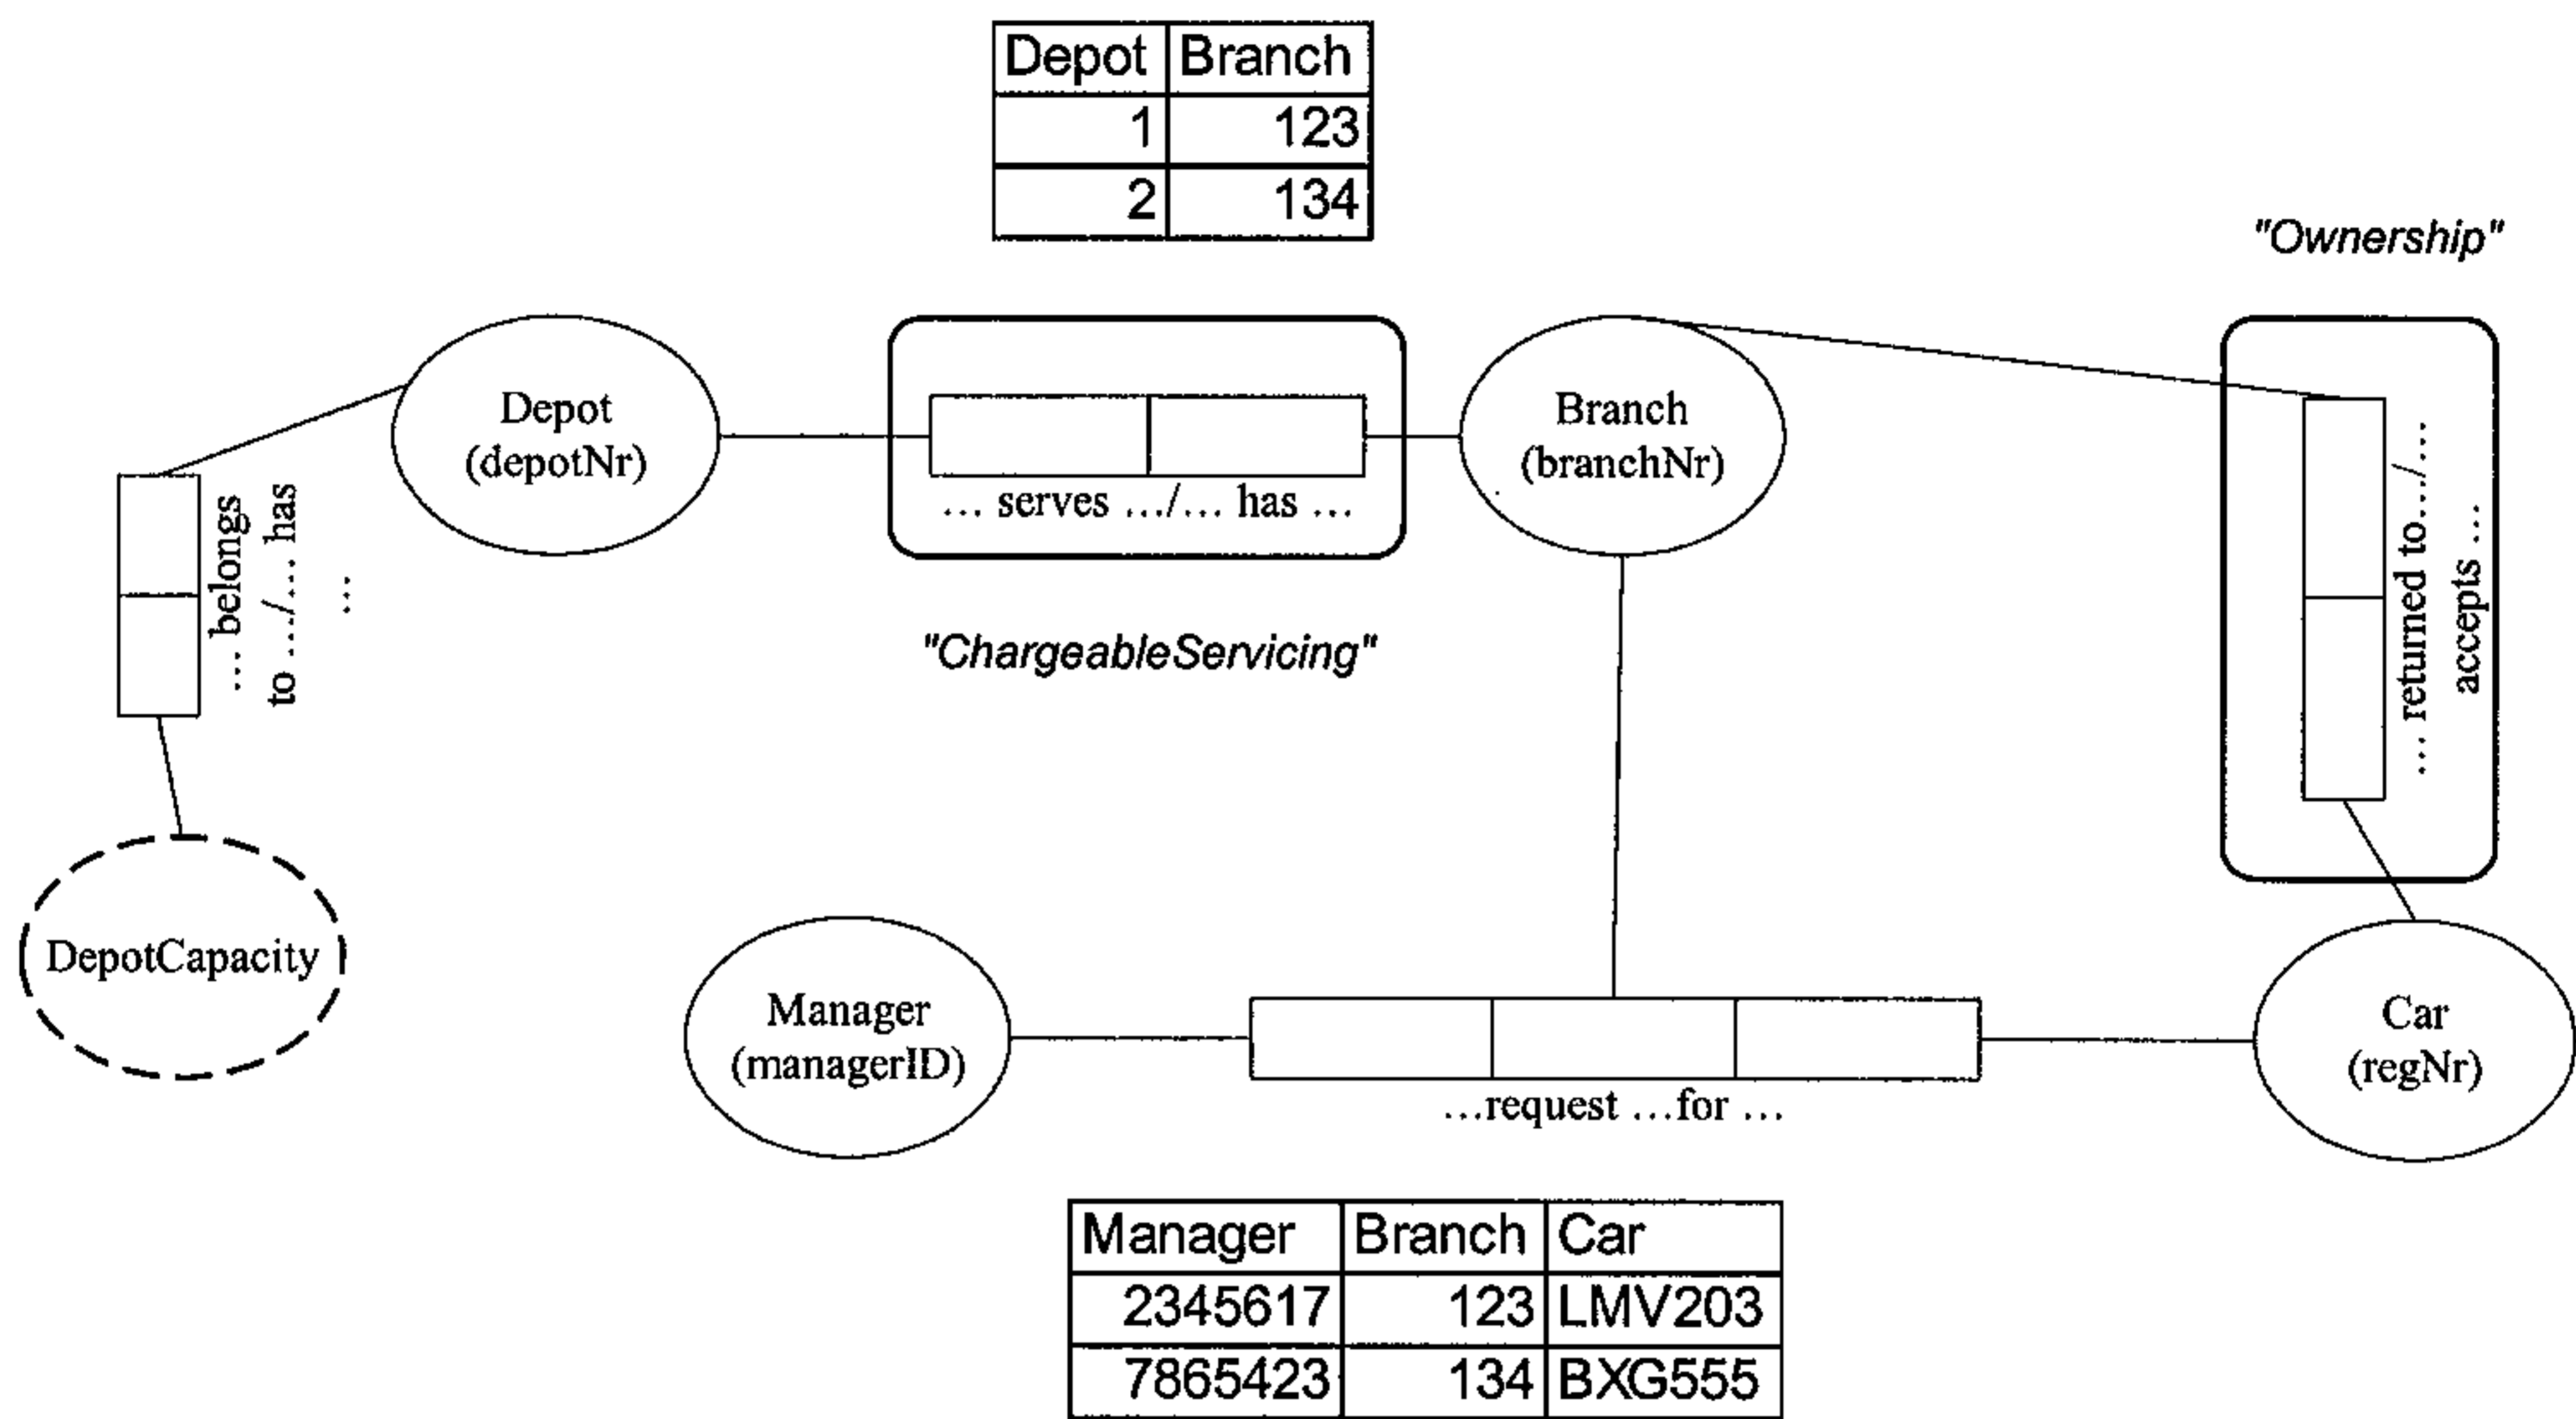 Depot Branch
1 123
2 134
"Ownership"
Depot
(depotNr)
Branch
(branchNr)
... serves .../... has ...
"ChargeableServicing"
... belongs
to .../... has
...
... returned to.../...
accepts ...
DepotCapacity
Manager
(managerID)
Car
(regNr)
...request ...for ...
Manager Branch Car
2345617 123 LMV203
7865423 134 BXG555